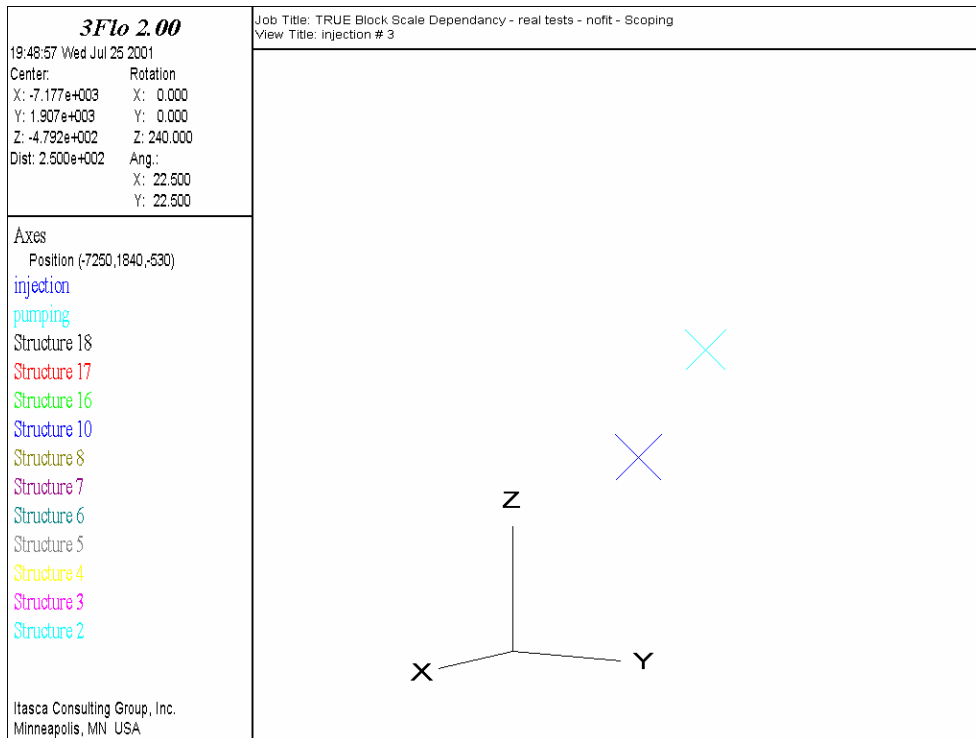 3Flo 2.00
Job Title: TRUE Block Scale Dependancy - real tests - nofit - Scoping
View Title: injection # 3
19:48:57 Wed Jul 25 2001
Center: Rotation
X: -7.177e+003 X: 0.000
Y: 1.907e+003 Y: 0.000
Z: -4.792e+002 Z: 240.000
Dist: 2.500e+002 Ang.:
X: 22.500
Y: 22.500
Axes
Position (-7250,1840,-530)
injection
pumping
Structure 18
Structure 17
Structure 16
Structure 10
Structure 8
Structure 7
Structure 6
Structure 5
Structure 4
Structure 3
Structure 2
Itasca Consulting Group, Inc.
Minneapolis, MN USA
Z
X
Y